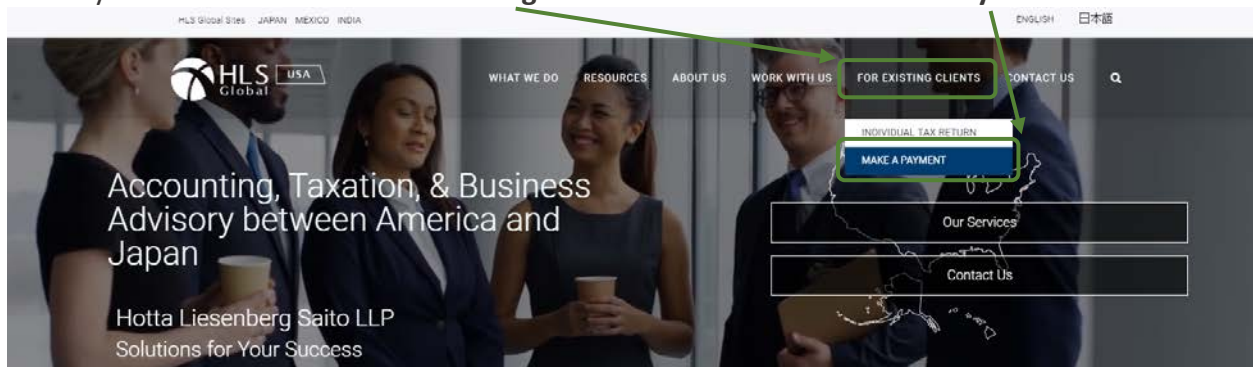 HLS Global Sites JAPAN MEXICO INDIA ENGLISH 日本語
HLS USA
Global
WHAT WE DO RESOURCES ABOUT US WORK WITH US FOR EXISTING CLIENTS CONTACT US
INDIVIDUAL TAX RETURN
MAKE A PAYMENT
Accounting, Taxation, & Business
Advisory between America and
Japan
Our Services
Contact Us
Hotta Liesenberg Saito LLP
Solutions for Your Success